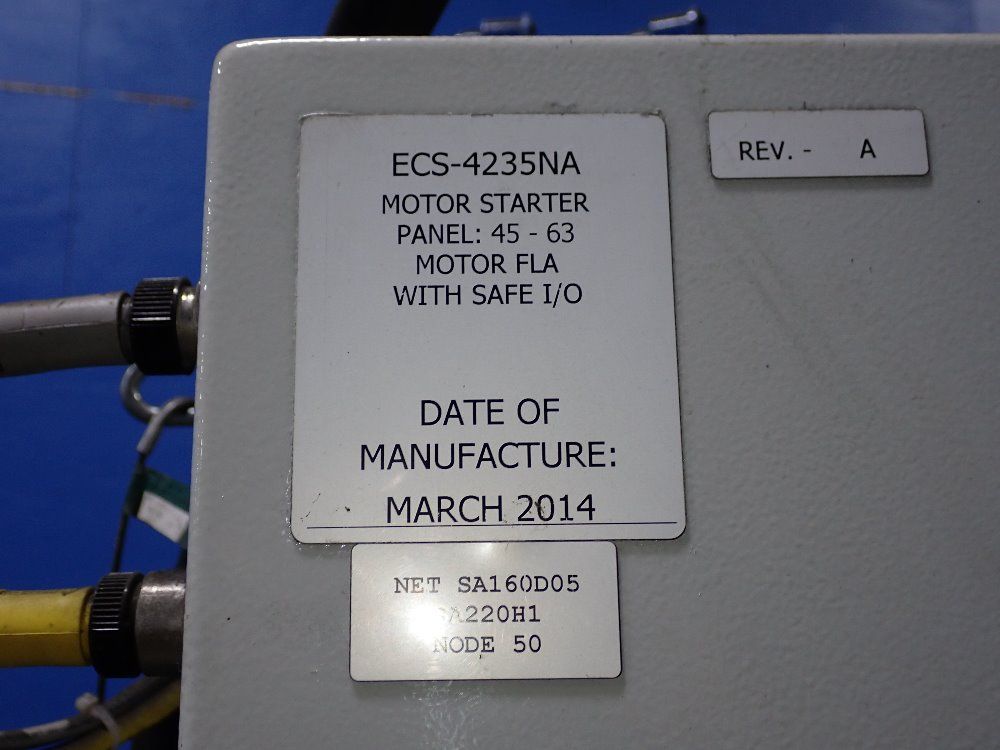 ECS-4235NA
MOTOR STARTER
PANEL: 45 - 63
MOTOR FLA
WITH SAFE I/O
DATE OF
MANUFACTURE:
MARCH 2014
REV. - A
NET SA160D05
NODE 50